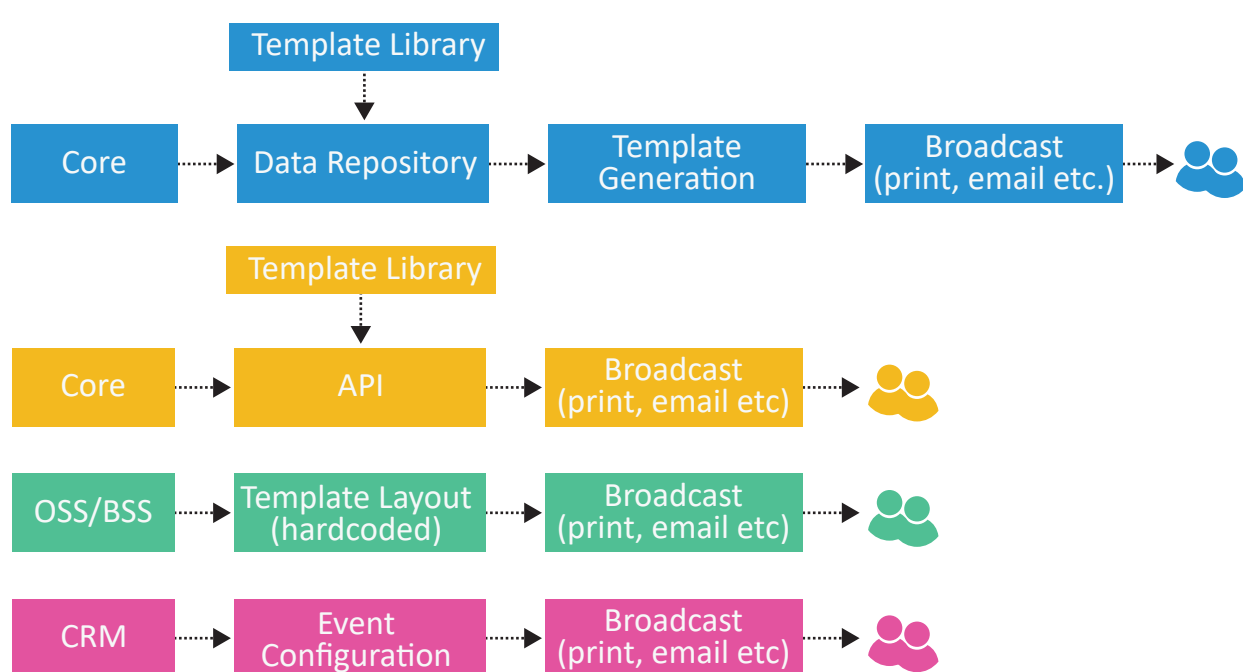 Template Library
Core
Data Repository
Template
Generation
Broadcast
(print, email etc.)
Template Library
Core
API
Broadcast
(print, email etc)
OSS/BSS
Template Layout
(hardcoded)
Broadcast
(print, email etc)
CRM
Event
Configuration
Broadcast
(print, email etc)